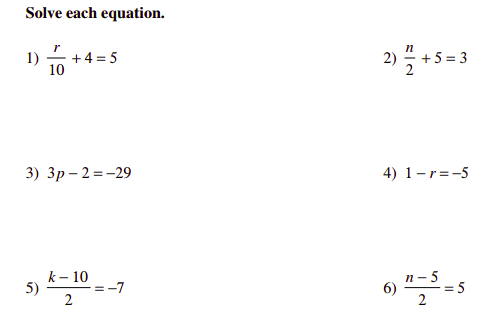 Solve each equation.
1) r/10 + 4 = 5
2) n/2 + 5 = 3
3) 3p – 2 = –29
4) 1 – r = –5
5) (k – 10)/2 = –7
6) (n – 5)/2 = 5